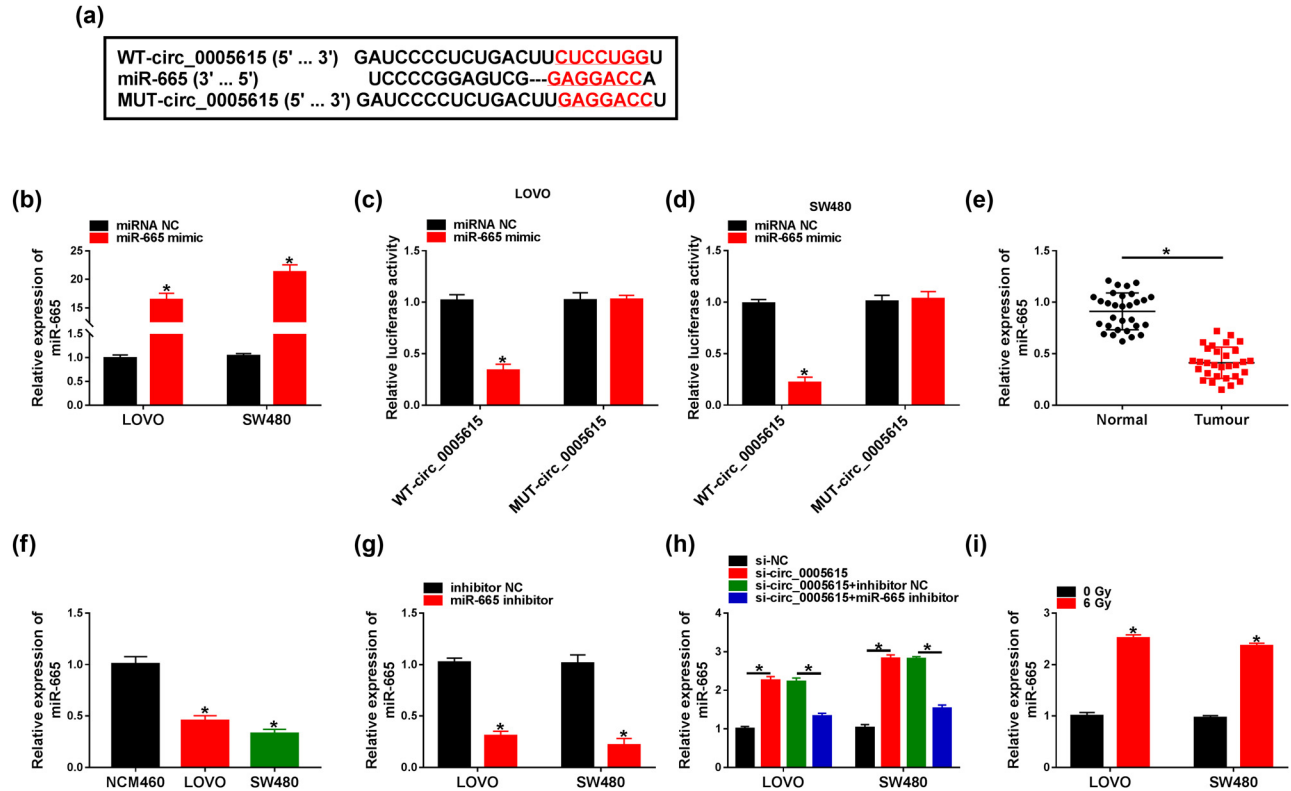 (a)
WT-circ_0005615 (5' ... 3') GAUCCCCUCUGACUUCUCCUGGU
miR-665 (3' ... 5') UCCCCGGAGUCG---GAGGACCA
MUT-circ_0005615 (5' ... 3') GAUCCCCUCUGACUUGAGGACCU
(b)
miRNA NC
miR-665 mimic
Relative expression of
miR-665
25
20
15
1.5
1.0
0.5
0.0
*
*
LOVO
SW480
(c)
LOVO
miRNA NC
miR-665 mimic
Relative luciferase activity
1.5
1.0
0.5
0.0
*
WT-circ_0005615
MUT-circ_0005615
(d)
SW480
miRNA NC
miR-665 mimic
Relative luciferase activity
1.5
1.0
0.5
0.0
*
WT-circ_0005615
MUT-circ_0005615
(e)
Relative expression of
miR-665
1.5
1.0
0.5
0.0
*
Normal
Tumour
(f)
Relative expression of
miR-665
1.5
1.0
0.5
0.0
*
*
NCM460
LOVO
SW480
(g)
inhibitor NC
miR-665 inhibitor
Relative expression of
miR-665
1.5
1.0
0.5
0.0
*
*
LOVO
SW480
(h)
si-NC
si-circ_0005615
si-circ_0005615+inhibitor NC
si-circ_0005615+miR-665 inhibitor
Relative expression of
miR-665
4
3
2
1
0
*
*
*
*
LOVO
SW480
(i)
0 Gy
6 Gy
Relative expression of
miR-665
3
2
1
0
*
*
LOVO
SW480